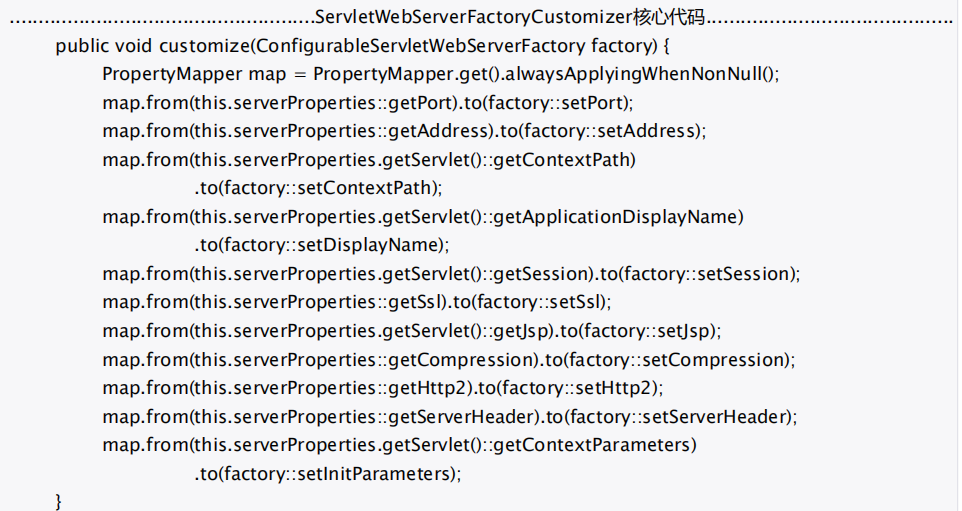 ......................................................ServletWebServerFactoryCustomizer核心代码............................................
public void customize(ConfigurableServletWebServerFactory factory) {
PropertyMapper map = PropertyMapper.get().alwaysApplyingWhenNonNull();
map.from(this.serverProperties::getPort).to(factory::setPort);
map.from(this.serverProperties::getAddress).to(factory::setAddress);
map.from(this.serverProperties.getServlet()::getContextPath)
.to(factory::setContextPath);
map.from(this.serverProperties.getServlet()::getApplicationDisplayName)
.to(factory::setDisplayName);
map.from(this.serverProperties.getServlet()::getSession).to(factory::setSession);
map.from(this.serverProperties::getSsl).to(factory::setSsl);
map.from(this.serverProperties.getServlet()::getJsp).to(factory::setJsp);
map.from(this.serverProperties::getCompression).to(factory::setCompression);
map.from(this.serverProperties::getHttp2).to(factory::setHttp2);
map.from(this.serverProperties::getServerHeader).to(factory::setServerHeader);
map.from(this.serverProperties.getServlet()::getContextParameters)
.to(factory::setInitParameters);
}